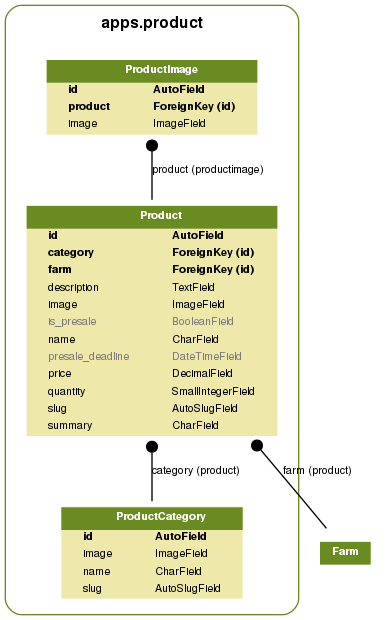 apps.product
ProductImage
id AutoField
product ForeignKey (id)
image ImageField
product (productimage)
Product
id AutoField
category ForeignKey (id)
farm ForeignKey (id)
description TextField
image ImageField
is_presale BooleanField
name CharField
presale_deadline DateTimeField
price DecimalField
quantity SmallIntegerField
slug AutoSlugField
summary CharField
category (product) farm (product)
ProductCategory
id AutoField
image ImageField
name CharField
slug AutoSlugField
Farm